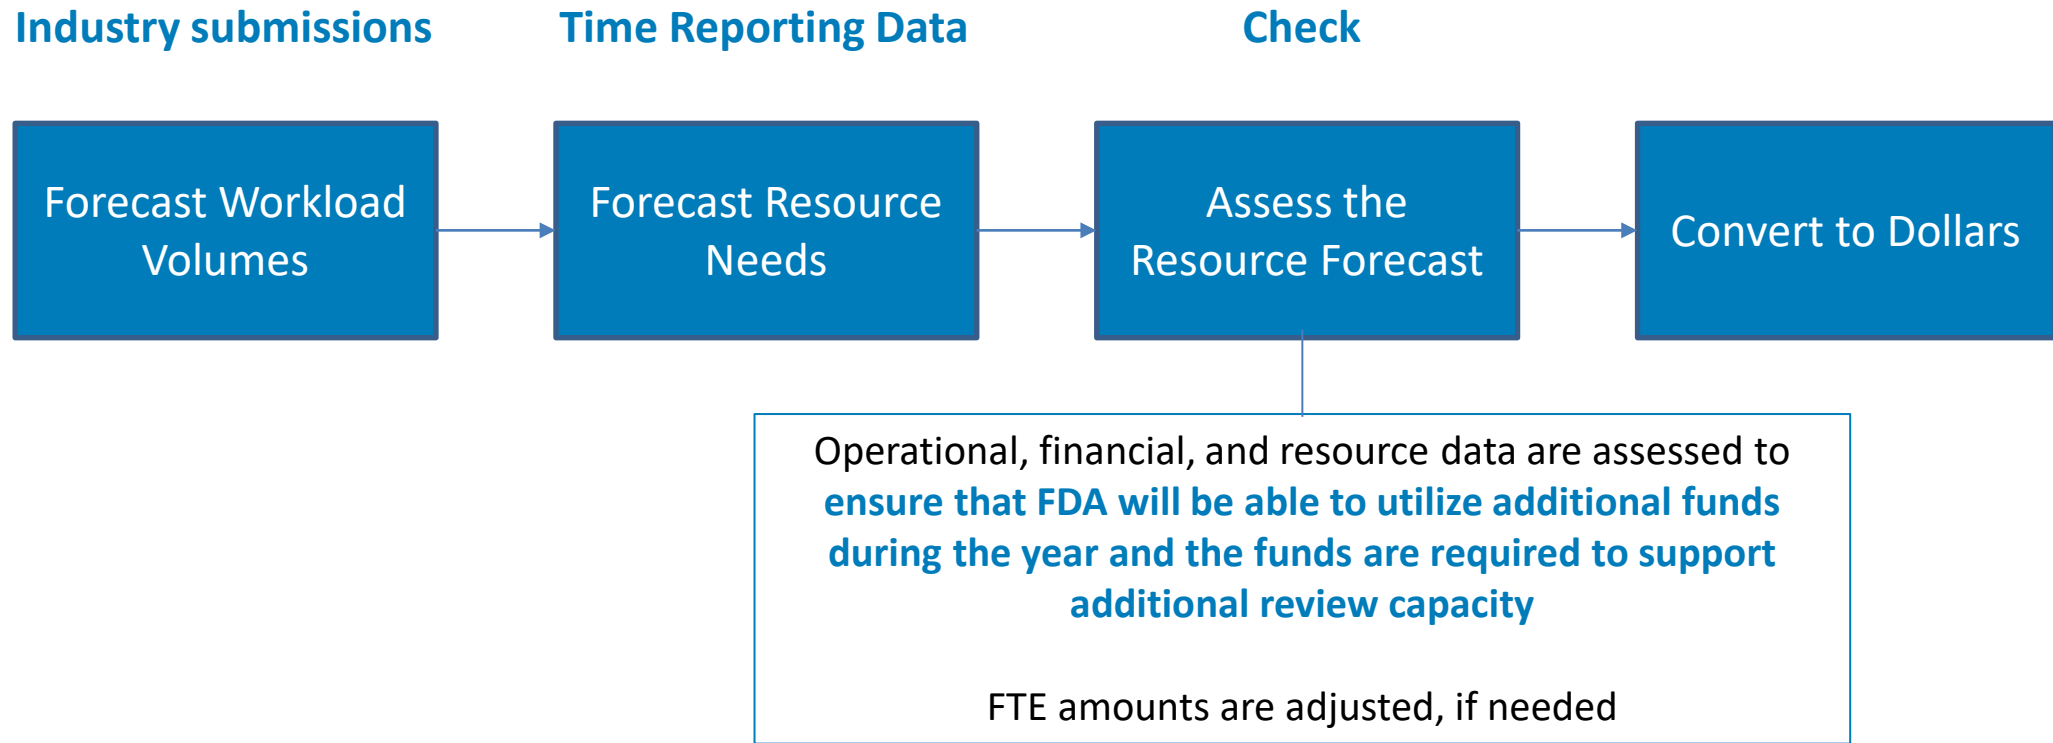 Industry submissions
Time Reporting Data
Check
Forecast Workload
Volumes
Forecast Resource
Needs
Assess the
Resource Forecast
Convert to Dollars
Operational, financial, and resource data are assessed to
ensure that FDA will be able to utilize additional funds
during the year and the funds are required to support
additional review capacity
FTE amounts are adjusted, if needed